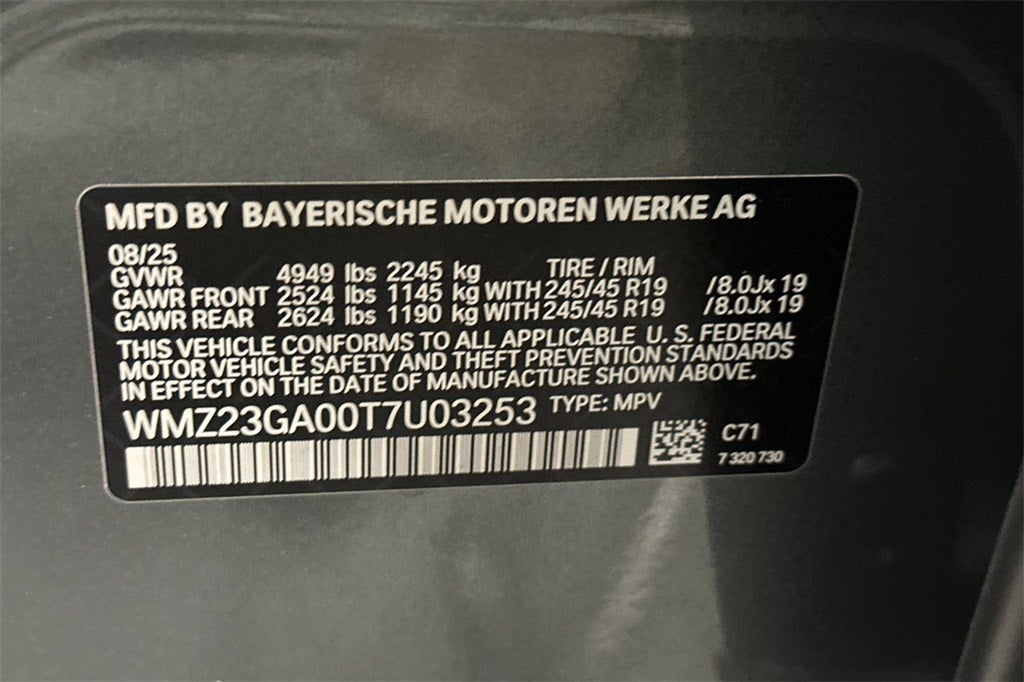 MFD BY BAYERISCHE MOTOREN WERKE AG
08/25
GVWR 4949 lbs 2245 kg TIRE / RIM
GAWR FRONT 2524 lbs 1145 kg WITH 245/45 R19 /8.0Jx 19
GAWR REAR 2624 lbs 1190 kg WITH 245/45 R19 /8.0Jx 19
THIS VEHICLE CONFORMS TO ALL APPLICABLE U. S. FEDERAL
MOTOR VEHICLE SAFETY AND THEFT PREVENTION STANDARDS
IN EFFECT ON THE DATE OF MANUFACTURE SHOWN ABOVE.
WMZ23GA00T7U03253 TYPE: MPV
C71
7 320 730